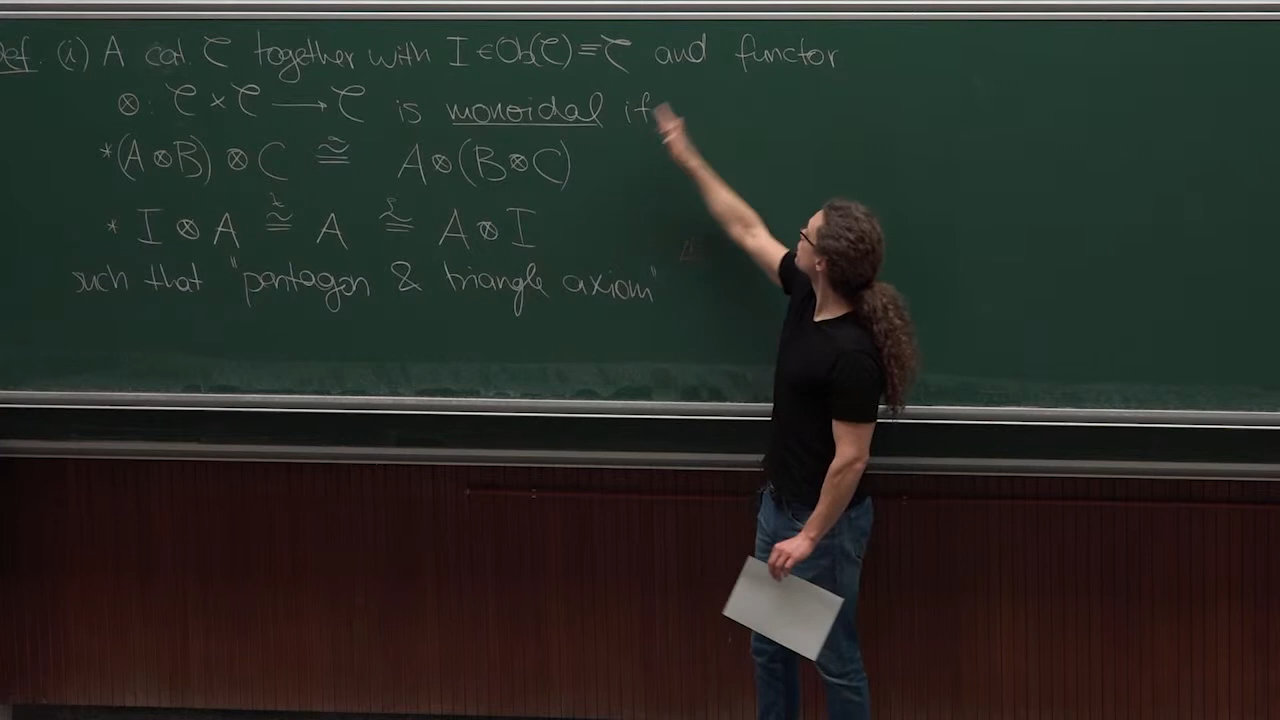 Def. (i) A cat. C together with I ∈ Ob(C) = C and functor
⊗: C × C → C is monoidal if
* (A ⊗ B) ⊗ C ≅ A ⊗ (B ⊗ C)
* I ⊗ A ≅ A ≅ A ⊗ I
such that "pentagon & triangle axiom"